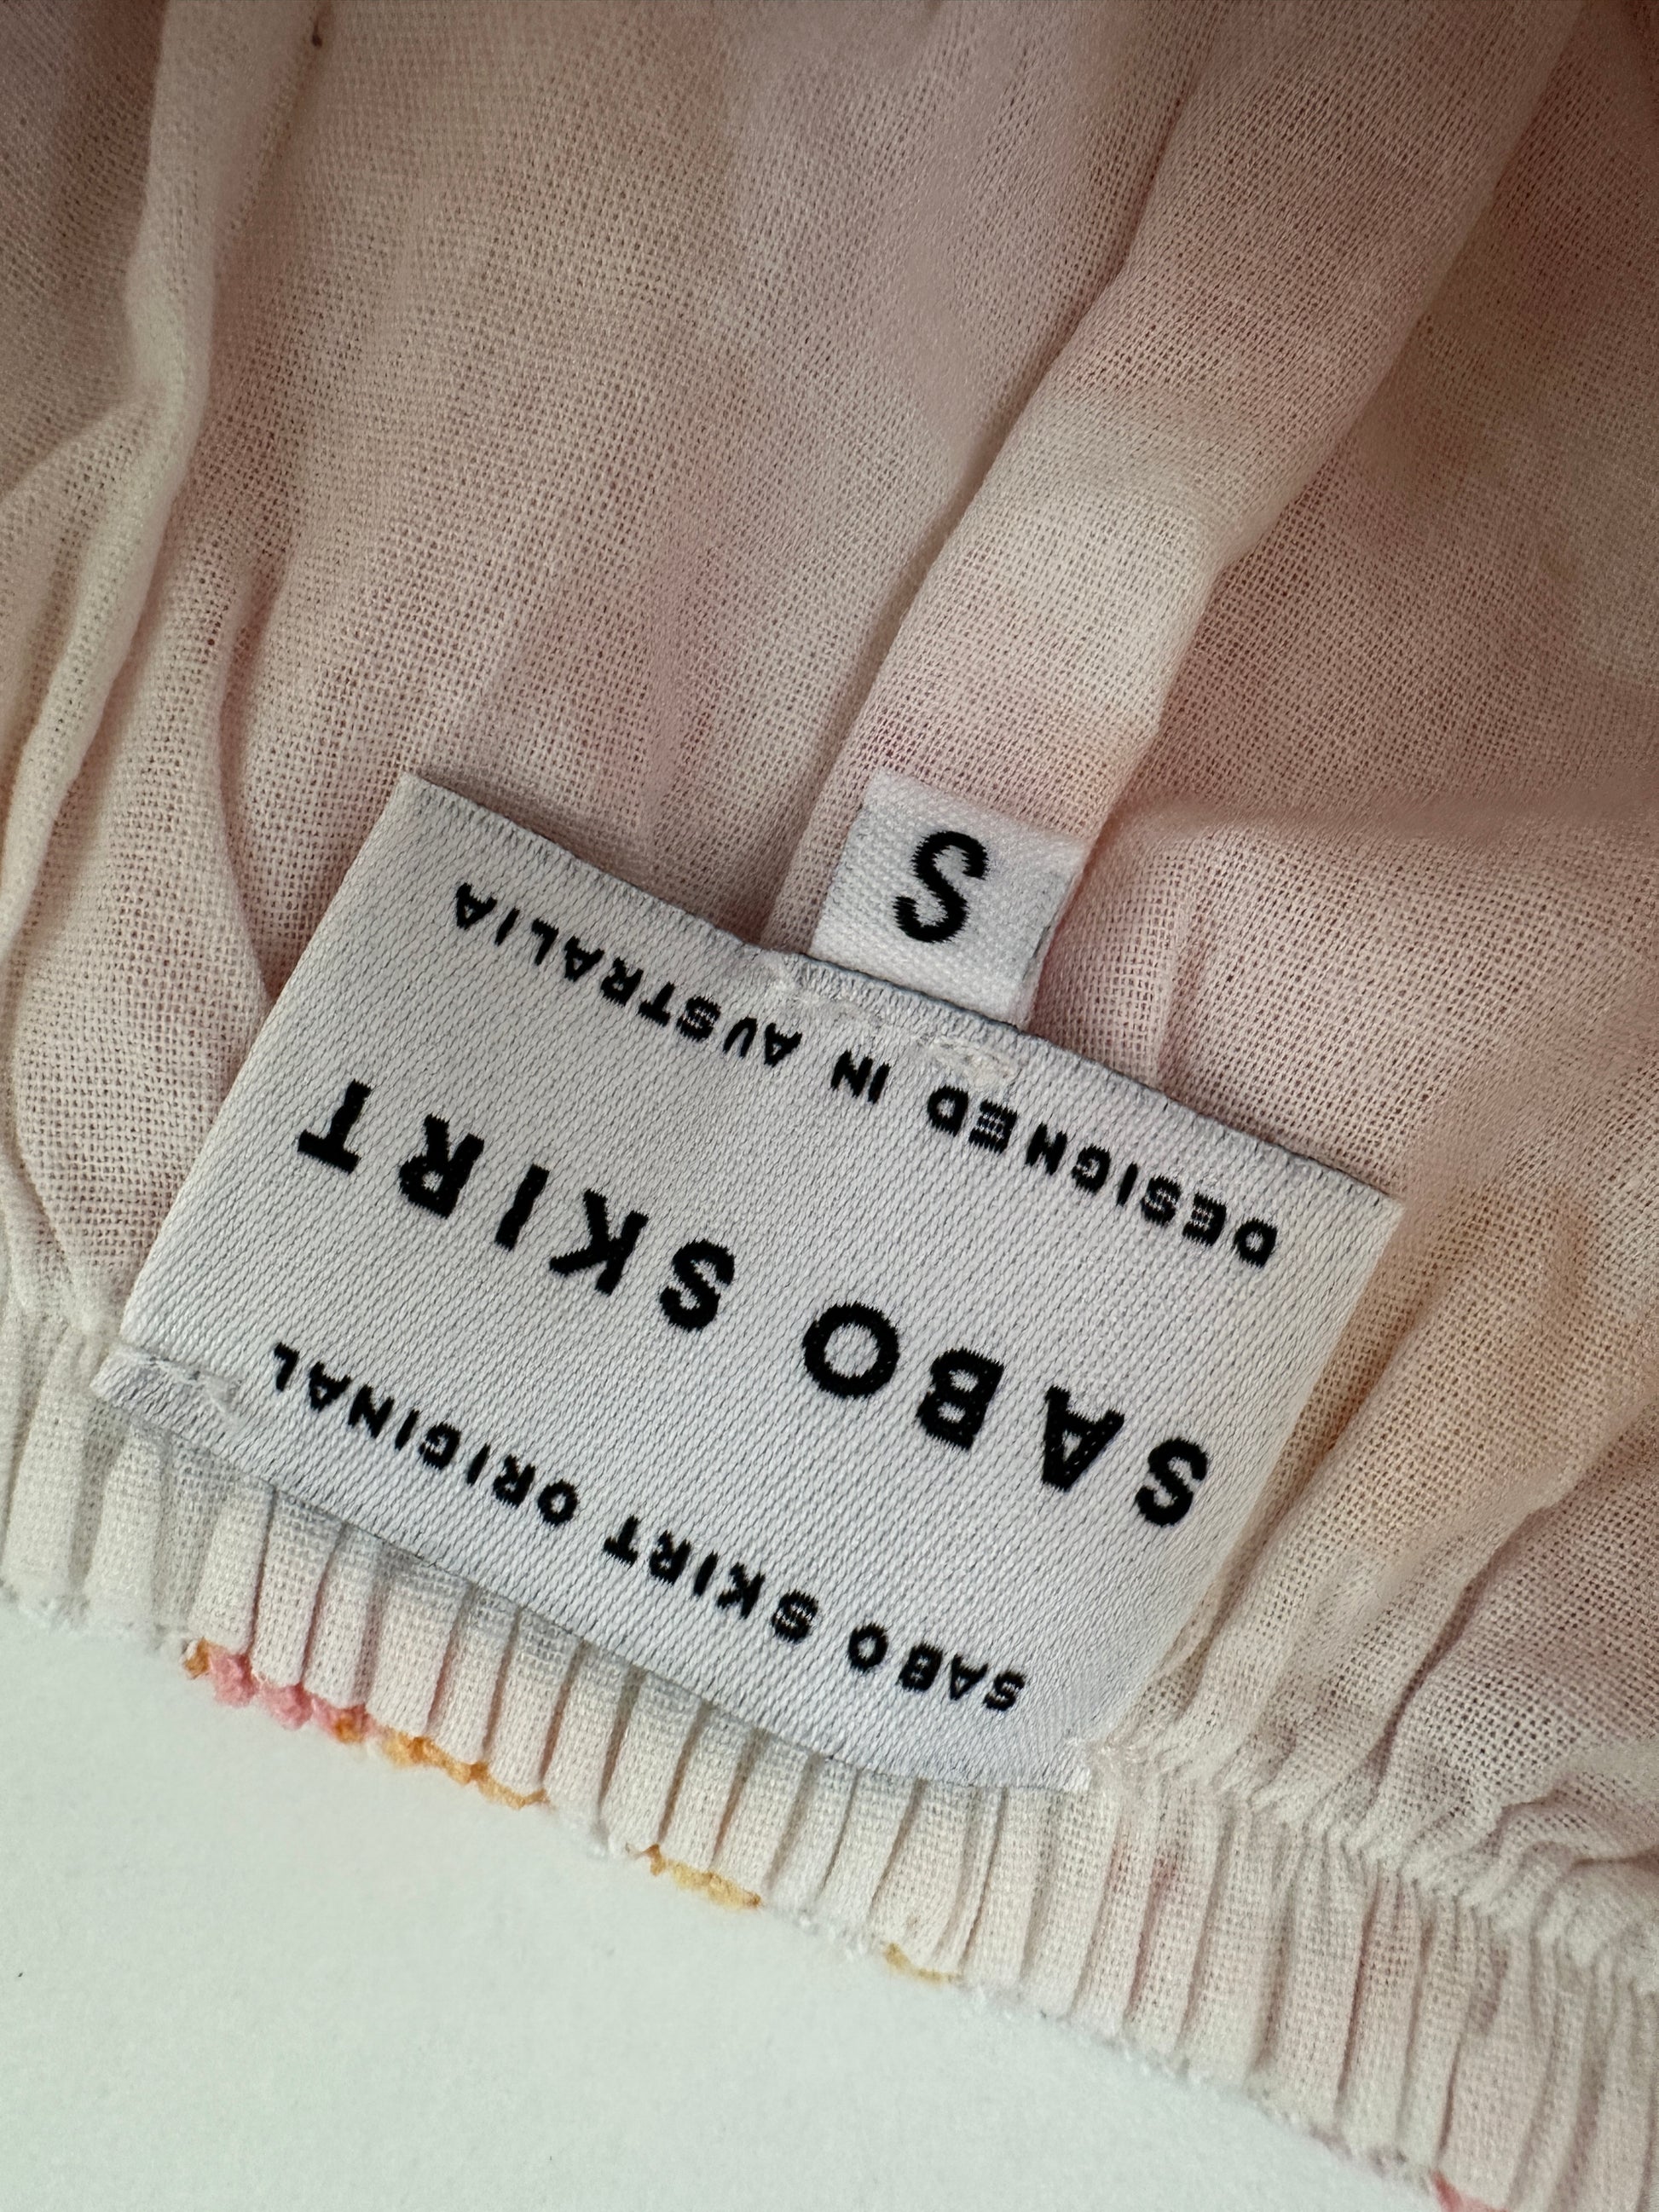 SABO SKIRT ORIGINAL
SABO SKIRT
DESIGNED IN AUSTRALIA
S